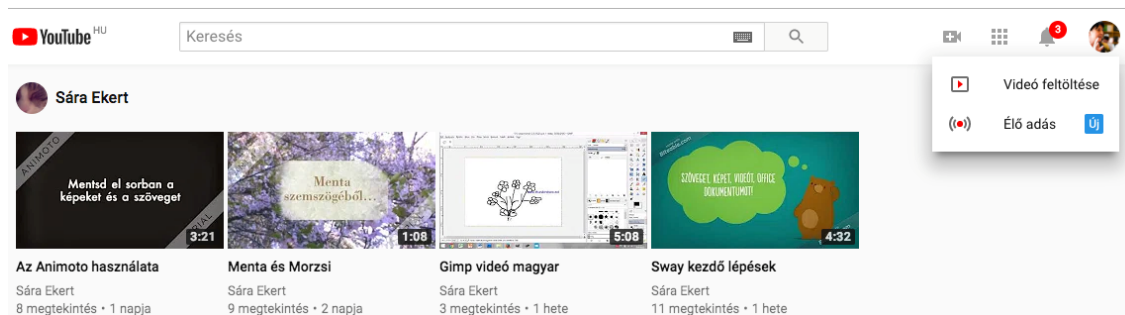 YouTube HU
Keresés
3
Videó feltöltése
Élő adás Új
Sára Ekert
ANIMOTO
Mentsd el sorban a
képeket és a szöveget
3:21
Menta
szemszögéből...
1:08
5:08
SZÖVEGET, KÉPET, VIDEÓT, OFFICE
DOKUMENTUMOT!
4:32
Az Animoto használata
Sára Ekert
8 megtekintés • 1 napja
Menta és Morzsi
Sára Ekert
9 megtekintés • 2 napja
Gimp videó magyar
Sára Ekert
3 megtekintés • 1 hete
Sway kezdő lépések
Sára Ekert
11 megtekintés • 1 hete